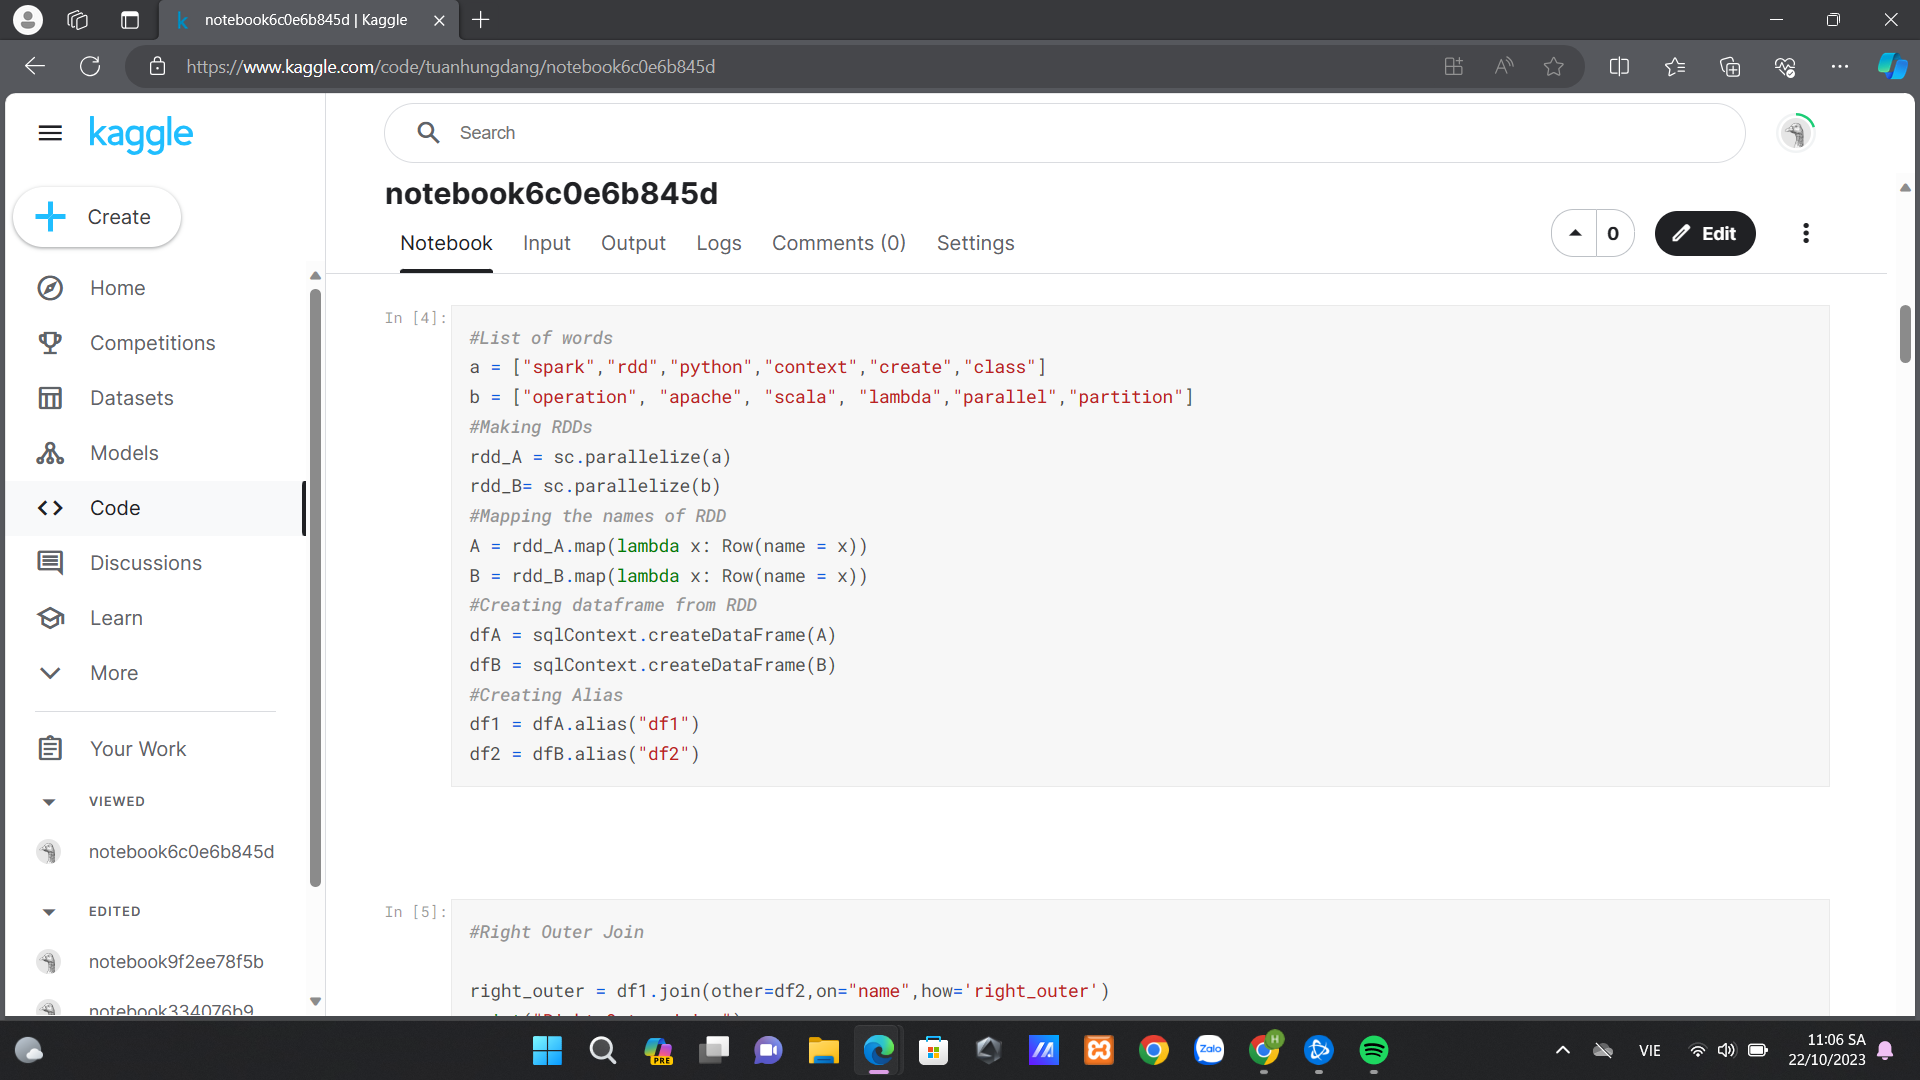 notebook6c0e6b845d | Kaggle
https://www.kaggle.com/code/tuanhungdang/notebook6c0e6b845d
kaggle
Search
Create
Home
Competitions
Datasets
Models
Code
Discussions
Learn
More
Your Work
VIEWED
notebook6c0e6b845d
EDITED
notebook9f2ee78f5b
notebook334076b9
notebook6c0e6b845d
Notebook Input Output Logs Comments (0) Settings
0 Edit
In [4]:
#List of words
a = ["spark","rdd","python","context","create","class"]
b = ["operation", "apache", "scala", "lambda","parallel","partition"]
#Making RDDs
rdd_A = sc.parallelize(a)
rdd_B= sc.parallelize(b)
#Mapping the names of RDD
A = rdd_A.map(lambda x: Row(name = x))
B = rdd_B.map(lambda x: Row(name = x))
#Creating dataframe from RDD
dfA = sqlContext.createDataFrame(A)
dfB = sqlContext.createDataFrame(B)
#Creating Alias
df1 = dfA.alias("df1")
df2 = dfB.alias("df2")
In [5]:
#Right Outer Join
right_outer = df1.join(other=df2,on="name",how='right_outer')
PRE
Zalo
H
VIE
11:06 SA
22/10/2023